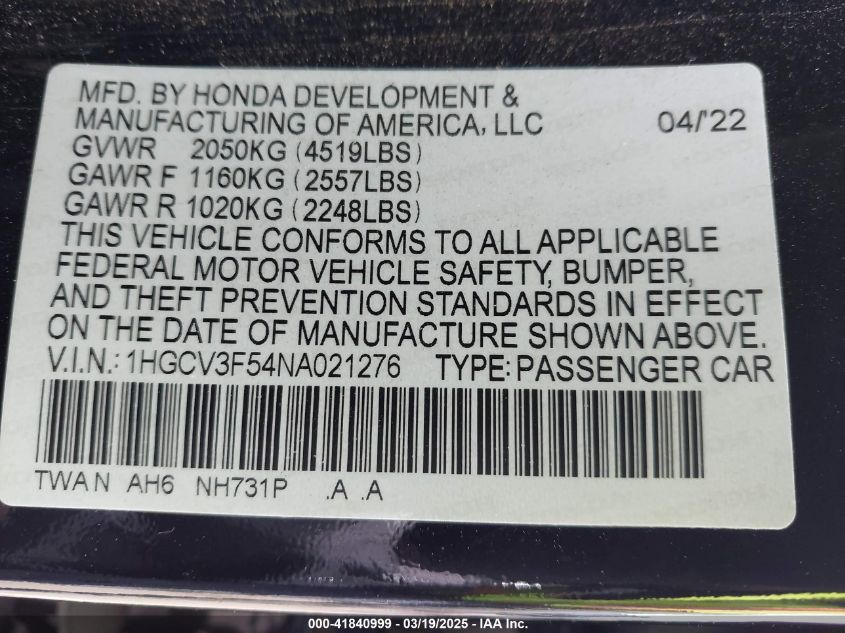 MFD. BY HONDA DEVELOPMENT &
MANUFACTURING OF AMERICA, LLC 04/'22
GVWR 2050KG (4519LBS)
GAWR F 1160KG (2557LBS)
GAWR R 1020KG (2248LBS)
THIS VEHICLE CONFORMS TO ALL APPLICABLE
FEDERAL MOTOR VEHICLE SAFETY, BUMPER,
AND THEFT PREVENTION STANDARDS IN EFFECT
ON THE DATE OF MANUFACTURE SHOWN ABOVE.
V.I.N.: 1HGCV3F54NA021276 TYPE: PASSENGER CAR
TWA N AH6 NH731P .A .A
000-41840999 - 03/19/2025 - IAA Inc.